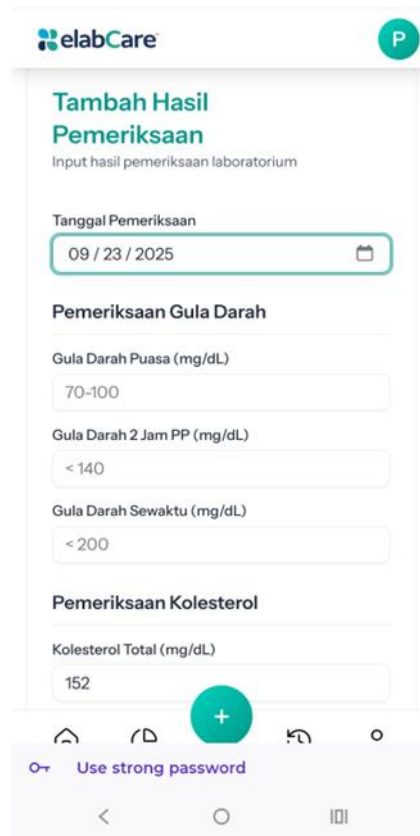 elabCare
P
Tambah Hasil
Pemeriksaan
Input hasil pemeriksaan laboratorium
Tanggal Pemeriksaan
09 / 23 / 2025
Pemeriksaan Gula Darah
Gula Darah Puasa (mg/dL)
70-100
Gula Darah 2 Jam PP (mg/dL)
< 140
Gula Darah Sewaktu (mg/dL)
< 200
Pemeriksaan Kolesterol
Kolesterol Total (mg/dL)
152
+
Use strong password